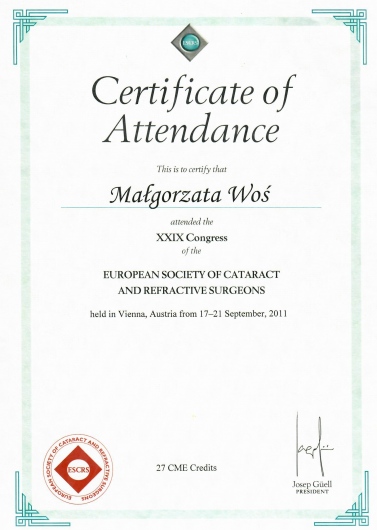 ESCRS
Certificate of
Attendance
This is to certify that
Małgorzata Woś
attended the
XXIX Congress
of the
EUROPEAN SOCIETY OF CATARACT
AND REFRACTIVE SURGEONS
held in Vienna, Austria from 17–21 September, 2011
EUROPEAN SOCIETY OF CATARACT AND REFRACTIVE SURGEONS
ESCRS
27 CME Credits
Josep Güell
PRESIDENT